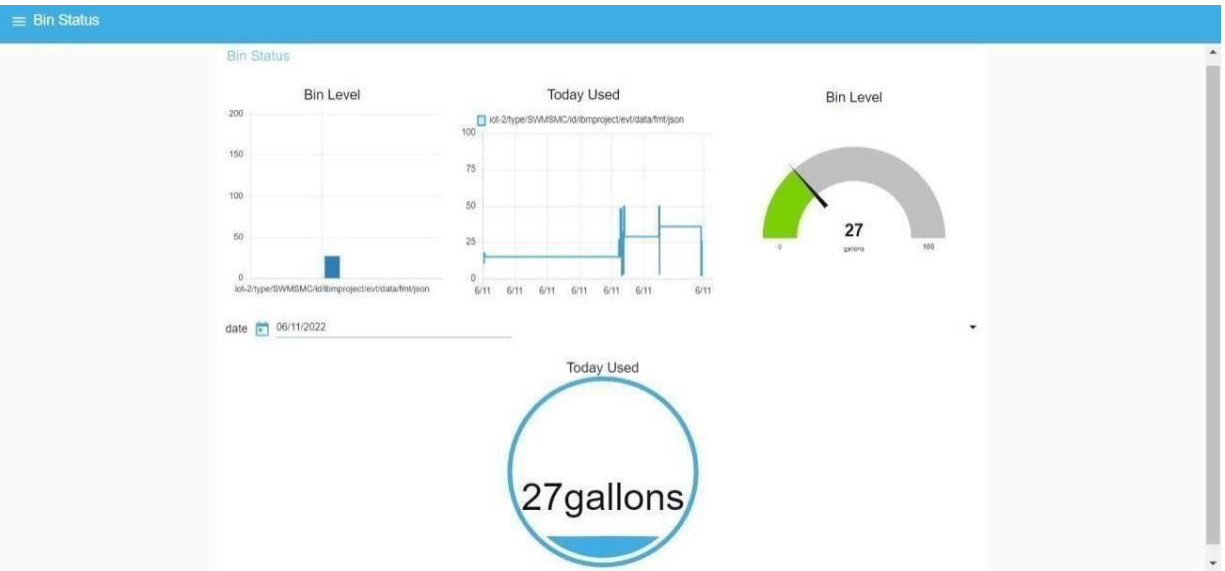 Bin Status
Bin Status
Bin Level
200
150
100
50
0
iot-2/type/SWMSMC/id/ibmproject/evt/data/fmt/json
Today Used
iot-2/type/SWMSMC/id/ibmproject/evt/data/fmt/json
100
75
50
25
0
6/11 6/11 6/11 6/11 6/11 6/11 6/11
Bin Level
27
gallons
0 100
date 06/11/2022
Today Used
27gallons